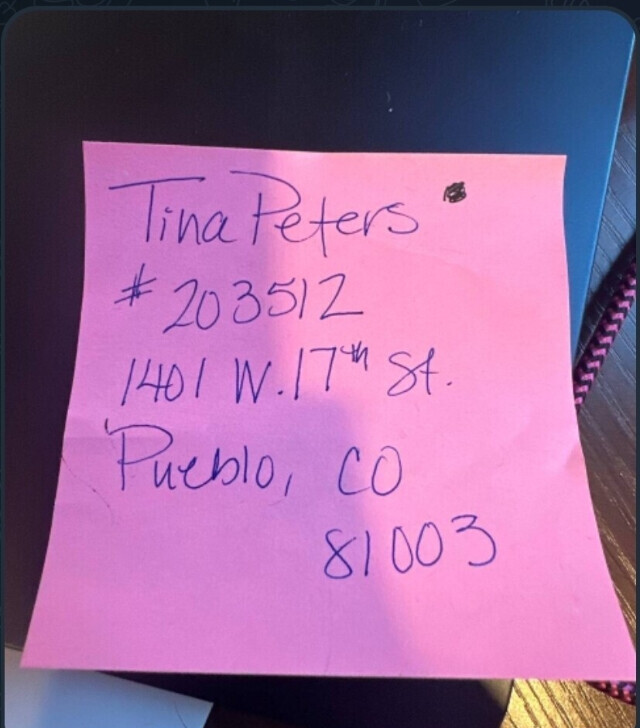 Tina Peters
# 203512
1401 W. 17th St.
Pueblo, CO
81003